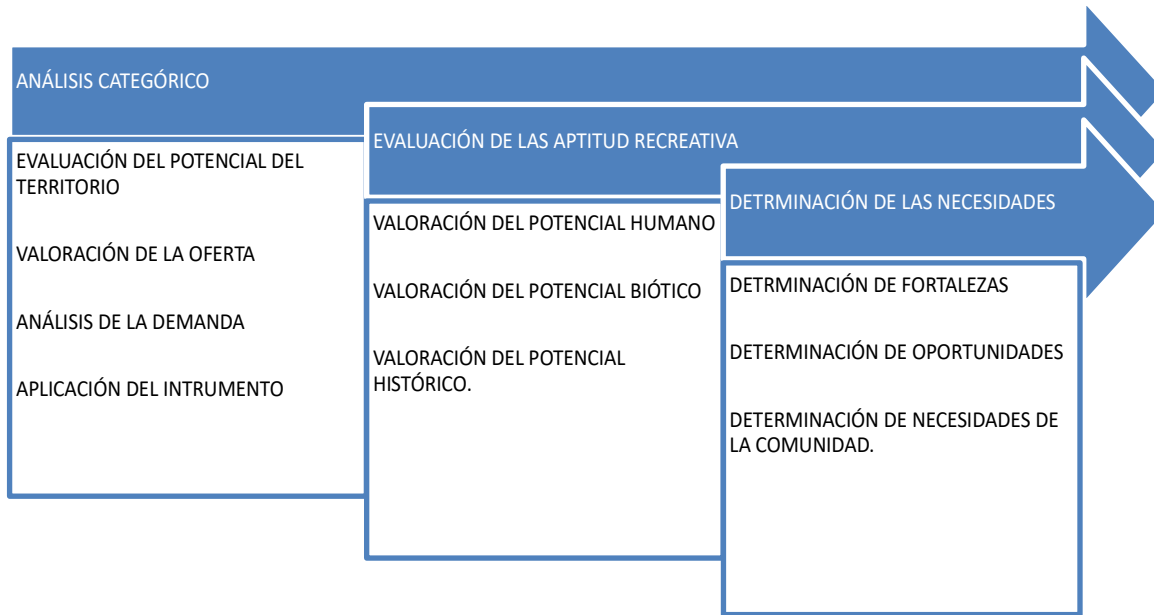 ANÁLISIS CATEGÓRICO
EVALUACIÓN DEL POTENCIAL DEL
TERRITORIO
VALORACIÓN DE LA OFERTA
ANÁLISIS DE LA DEMANDA
APLICACIÓN DEL INTRUMENTO
EVALUACIÓN DE LAS APTITUD RECREATIVA
VALORACIÓN DEL POTENCIAL HUMANO
VALORACIÓN DEL POTENCIAL BIÓTICO
VALORACIÓN DEL POTENCIAL
HISTÓRICO.
DETRMINACIÓN DE LAS NECESIDADES
DETRMINACIÓN DE FORTALEZAS
DETERMINACIÓN DE OPORTUNIDADES
DETERMINACIÓN DE NECESIDADES DE
LA COMUNIDAD.